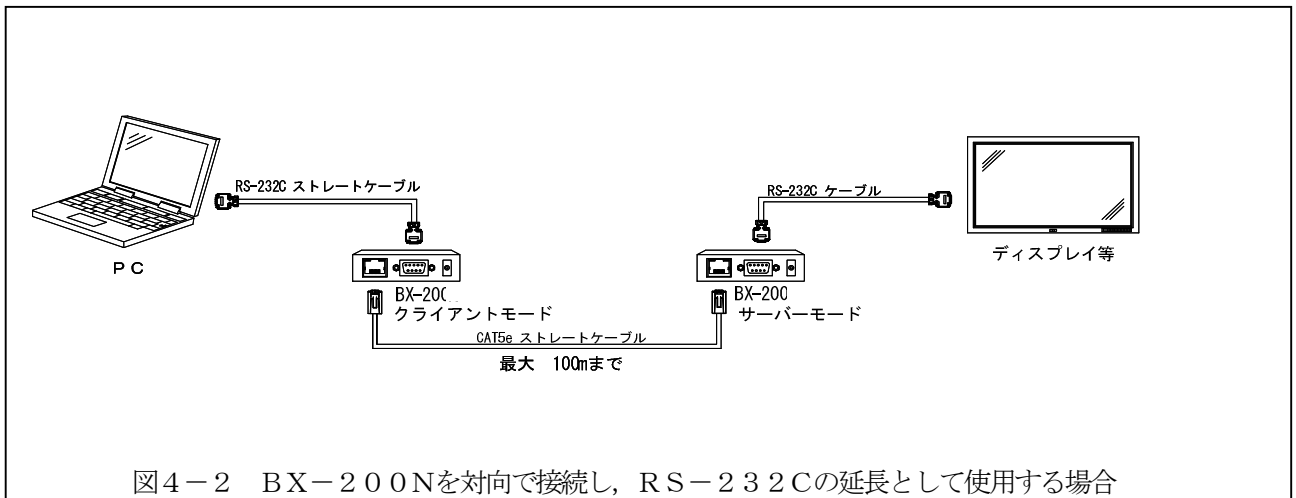 RS-232C ストレートケーブル
RS-232C ケーブル
PC
ディスプレイ等
BX-200
クライアントモード
BX-200
サーバーモード
CAT5e ストレートケーブル
最大 100mまで
図4-2 BX-200Nを対向で接続し,RS-232Cの延長として使用する場合